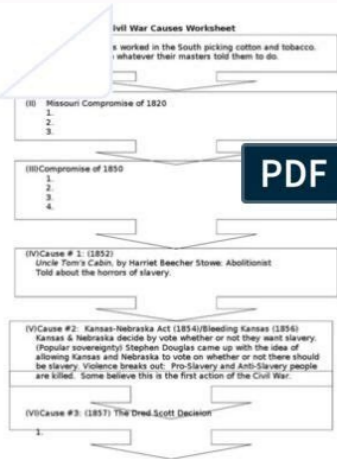 ivil War Causes Worksheet
s worked in the South picking cotton and tobacco.
whatever their masters told them to do.
(II) Missouri Compromise of 1820
1.
2.
3.
(III)Compromise of 1850
1.
2.
3.
4.
PDF
(IV)Cause # 1: (1852)
Uncle Tom's Cabin, by Harriet Beecher Stowe: Abolitionist
Told about the horrors of slavery.
(V)Cause #2: Kansas-Nebraska Act (1854)/Bleeding Kansas (1856)
Kansas & Nebraska decide by vote whether or not they want slavery.
(Popular sovereignty) Stephen Douglas came up with the idea of
allowing Kansas and Nebraska to vote on whether or not there should
be slavery. Violence breaks out: Pro-Slavery and Anti-Slavery people
are killed. Some believe this is the first action of the Civil War.
(VI)Cause #3: (1857) The Dred Scott Decision
1.